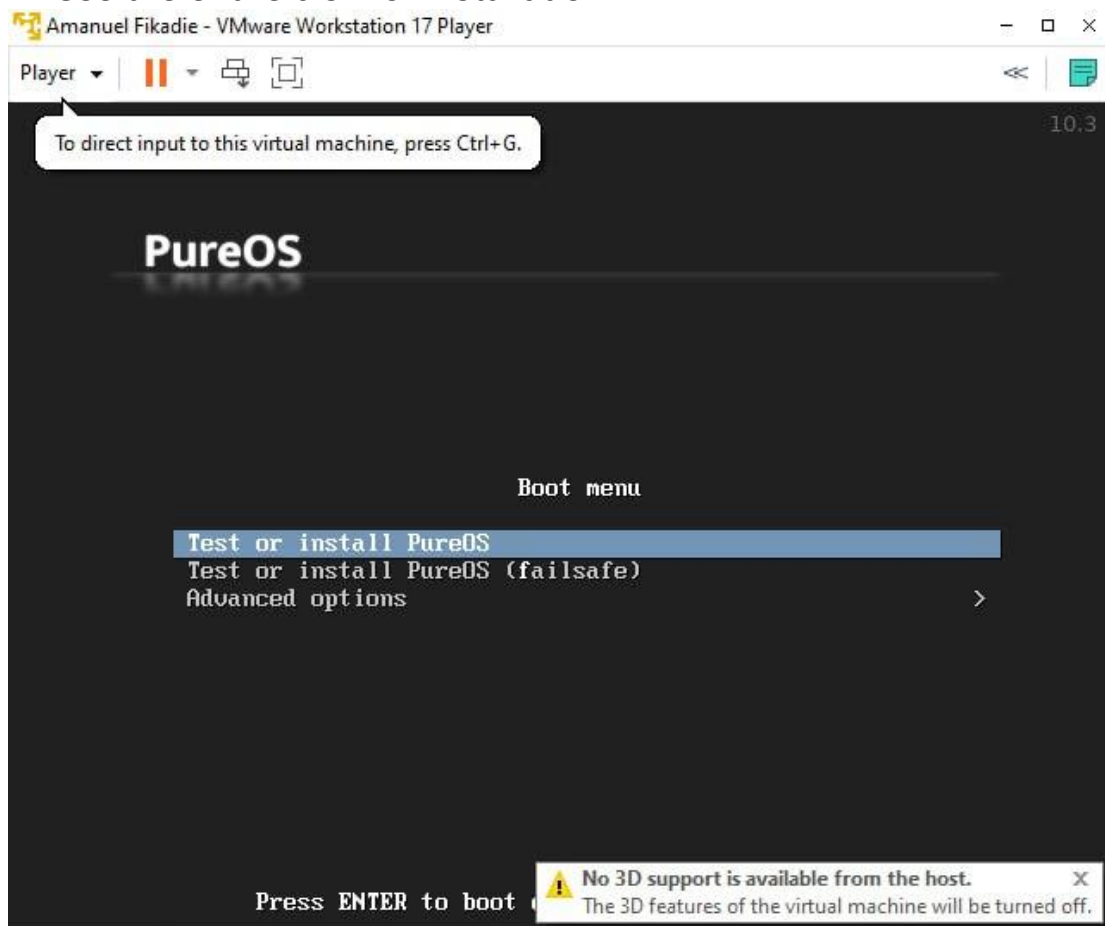 Amanuel Fikadie - VMware Workstation 17 Player
Player
To direct input to this virtual machine, press Ctrl+G.
10.3
PureOS
Boot menu
Test or install PureOS
Test or install PureOS (failsafe)
Advanced options >
Press ENTER to boot
No 3D support is available from the host. X
The 3D features of the virtual machine will be turned off.